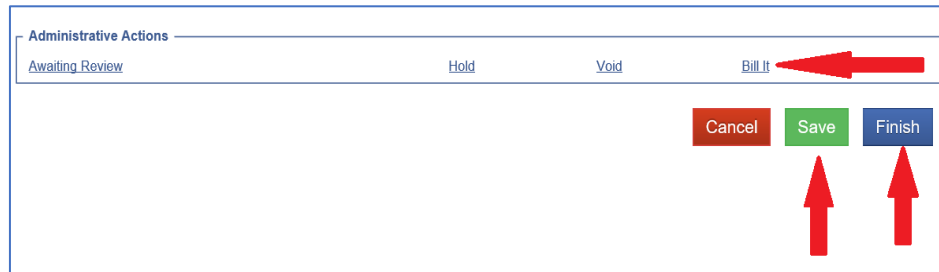 Administrative Actions
Awaiting Review Hold Void Bill It
Cancel Save Finish